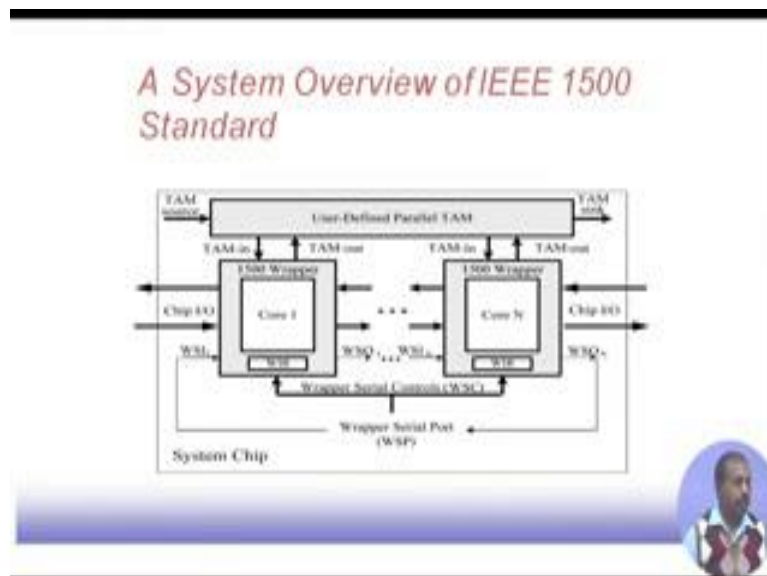 A System Overview of IEEE 1500
Standard
TAM
source
TAM
sink
User-Defined Parallel TAM
TAM-in
TAM-out
TAM-in
TAM-out
1500 Wrapper
1500 Wrapper
Chip I/O
Core 1
...
Core N
Chip I/O
WSI
WIR
WSO
...
WSI
WIR
WSO
Wrapper Serial Controls (WSC)
Wrapper Serial Port
(WSP)
System Chip